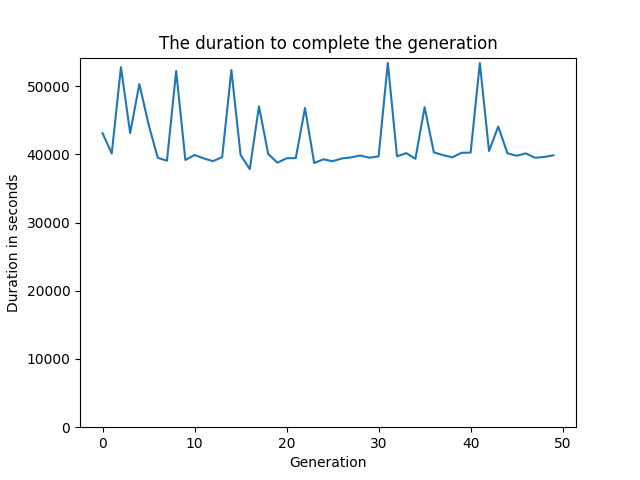 The duration to complete the generation
50000
40000
30000
20000
10000
0
Duration in seconds
0 10 20 30 40 50
Generation